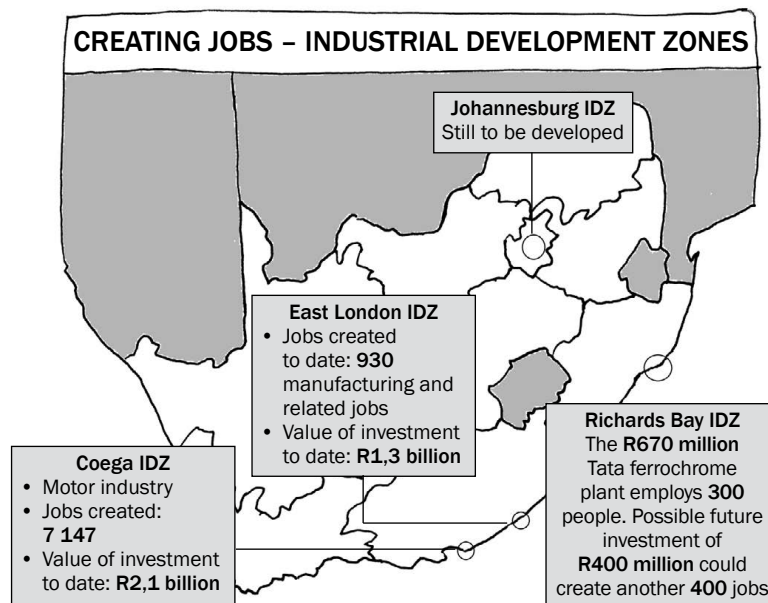 CREATING JOBS – INDUSTRIAL DEVELOPMENT ZONES
Johannesburg IDZ
Still to be developed
East London IDZ
• Jobs created
to date: 930
manufacturing and
related jobs
• Value of investment
to date: R1,3 billion
Richards Bay IDZ
The R670 million
Tata ferrochrome
plant employs 300
people. Possible future
investment of
R400 million could
create another 400 jobs
Coega IDZ
• Motor industry
• Jobs created:
7 147
• Value of investment
to date: R2,1 billion